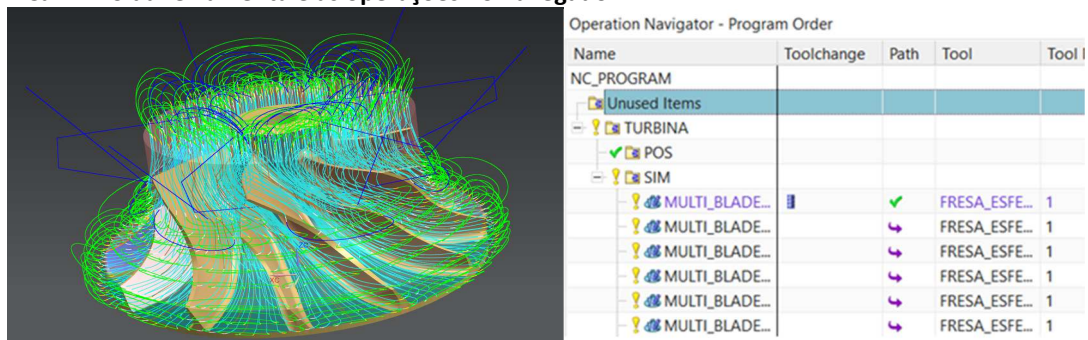 Operation Navigator - Program Order
Name Toolchange Path Tool Tool
NC_PROGRAM
Unused Items
TURBINA
POS
SIM
MULTI_BLADE... FRESA_ESFE... 1
MULTI_BLADE... FRESA_ESFE... 1
MULTI_BLADE... FRESA_ESFE... 1
MULTI_BLADE... FRESA_ESFE... 1
MULTI_BLADE... FRESA_ESFE... 1
MULTI_BLADE... FRESA_ESFE... 1